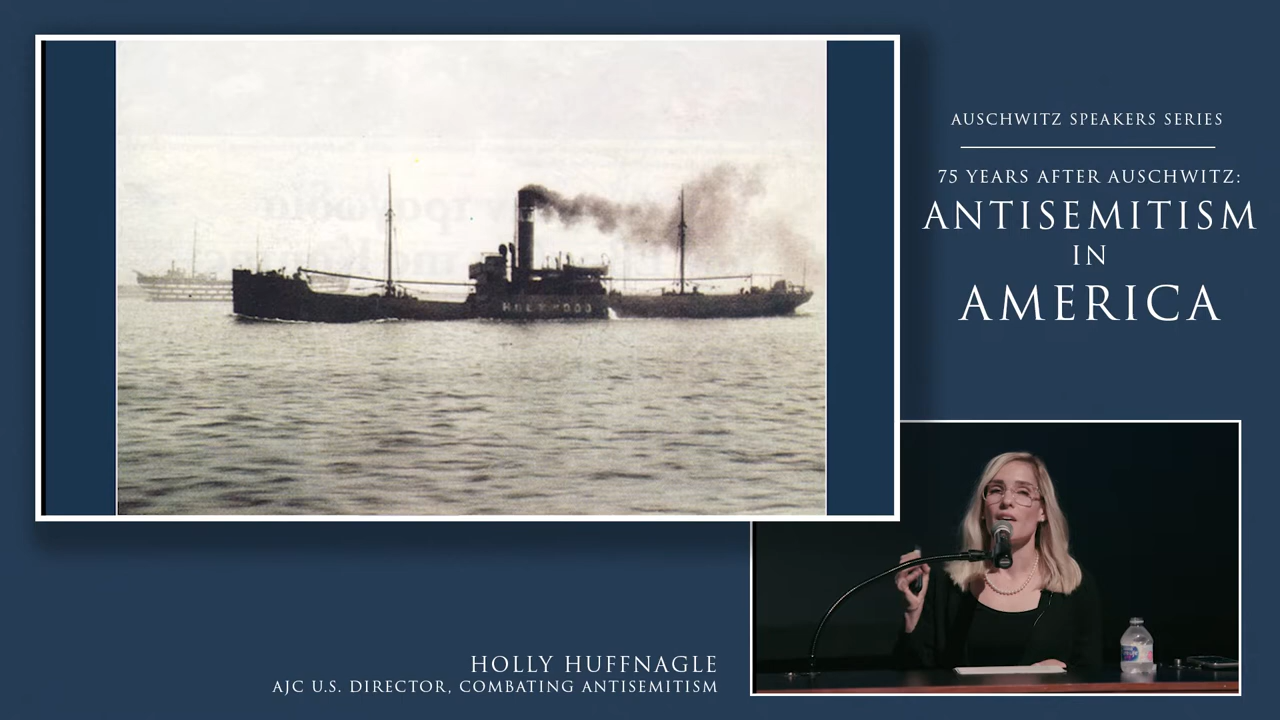 AUSCHWITZ SPEAKERS SERIES
75 YEARS AFTER AUSCHWITZ:
ANTISEMITISM
IN
AMERICA
HOLLY HUFFNAGLE
AJC U.S. DIRECTOR, COMBATING ANTISEMITISM